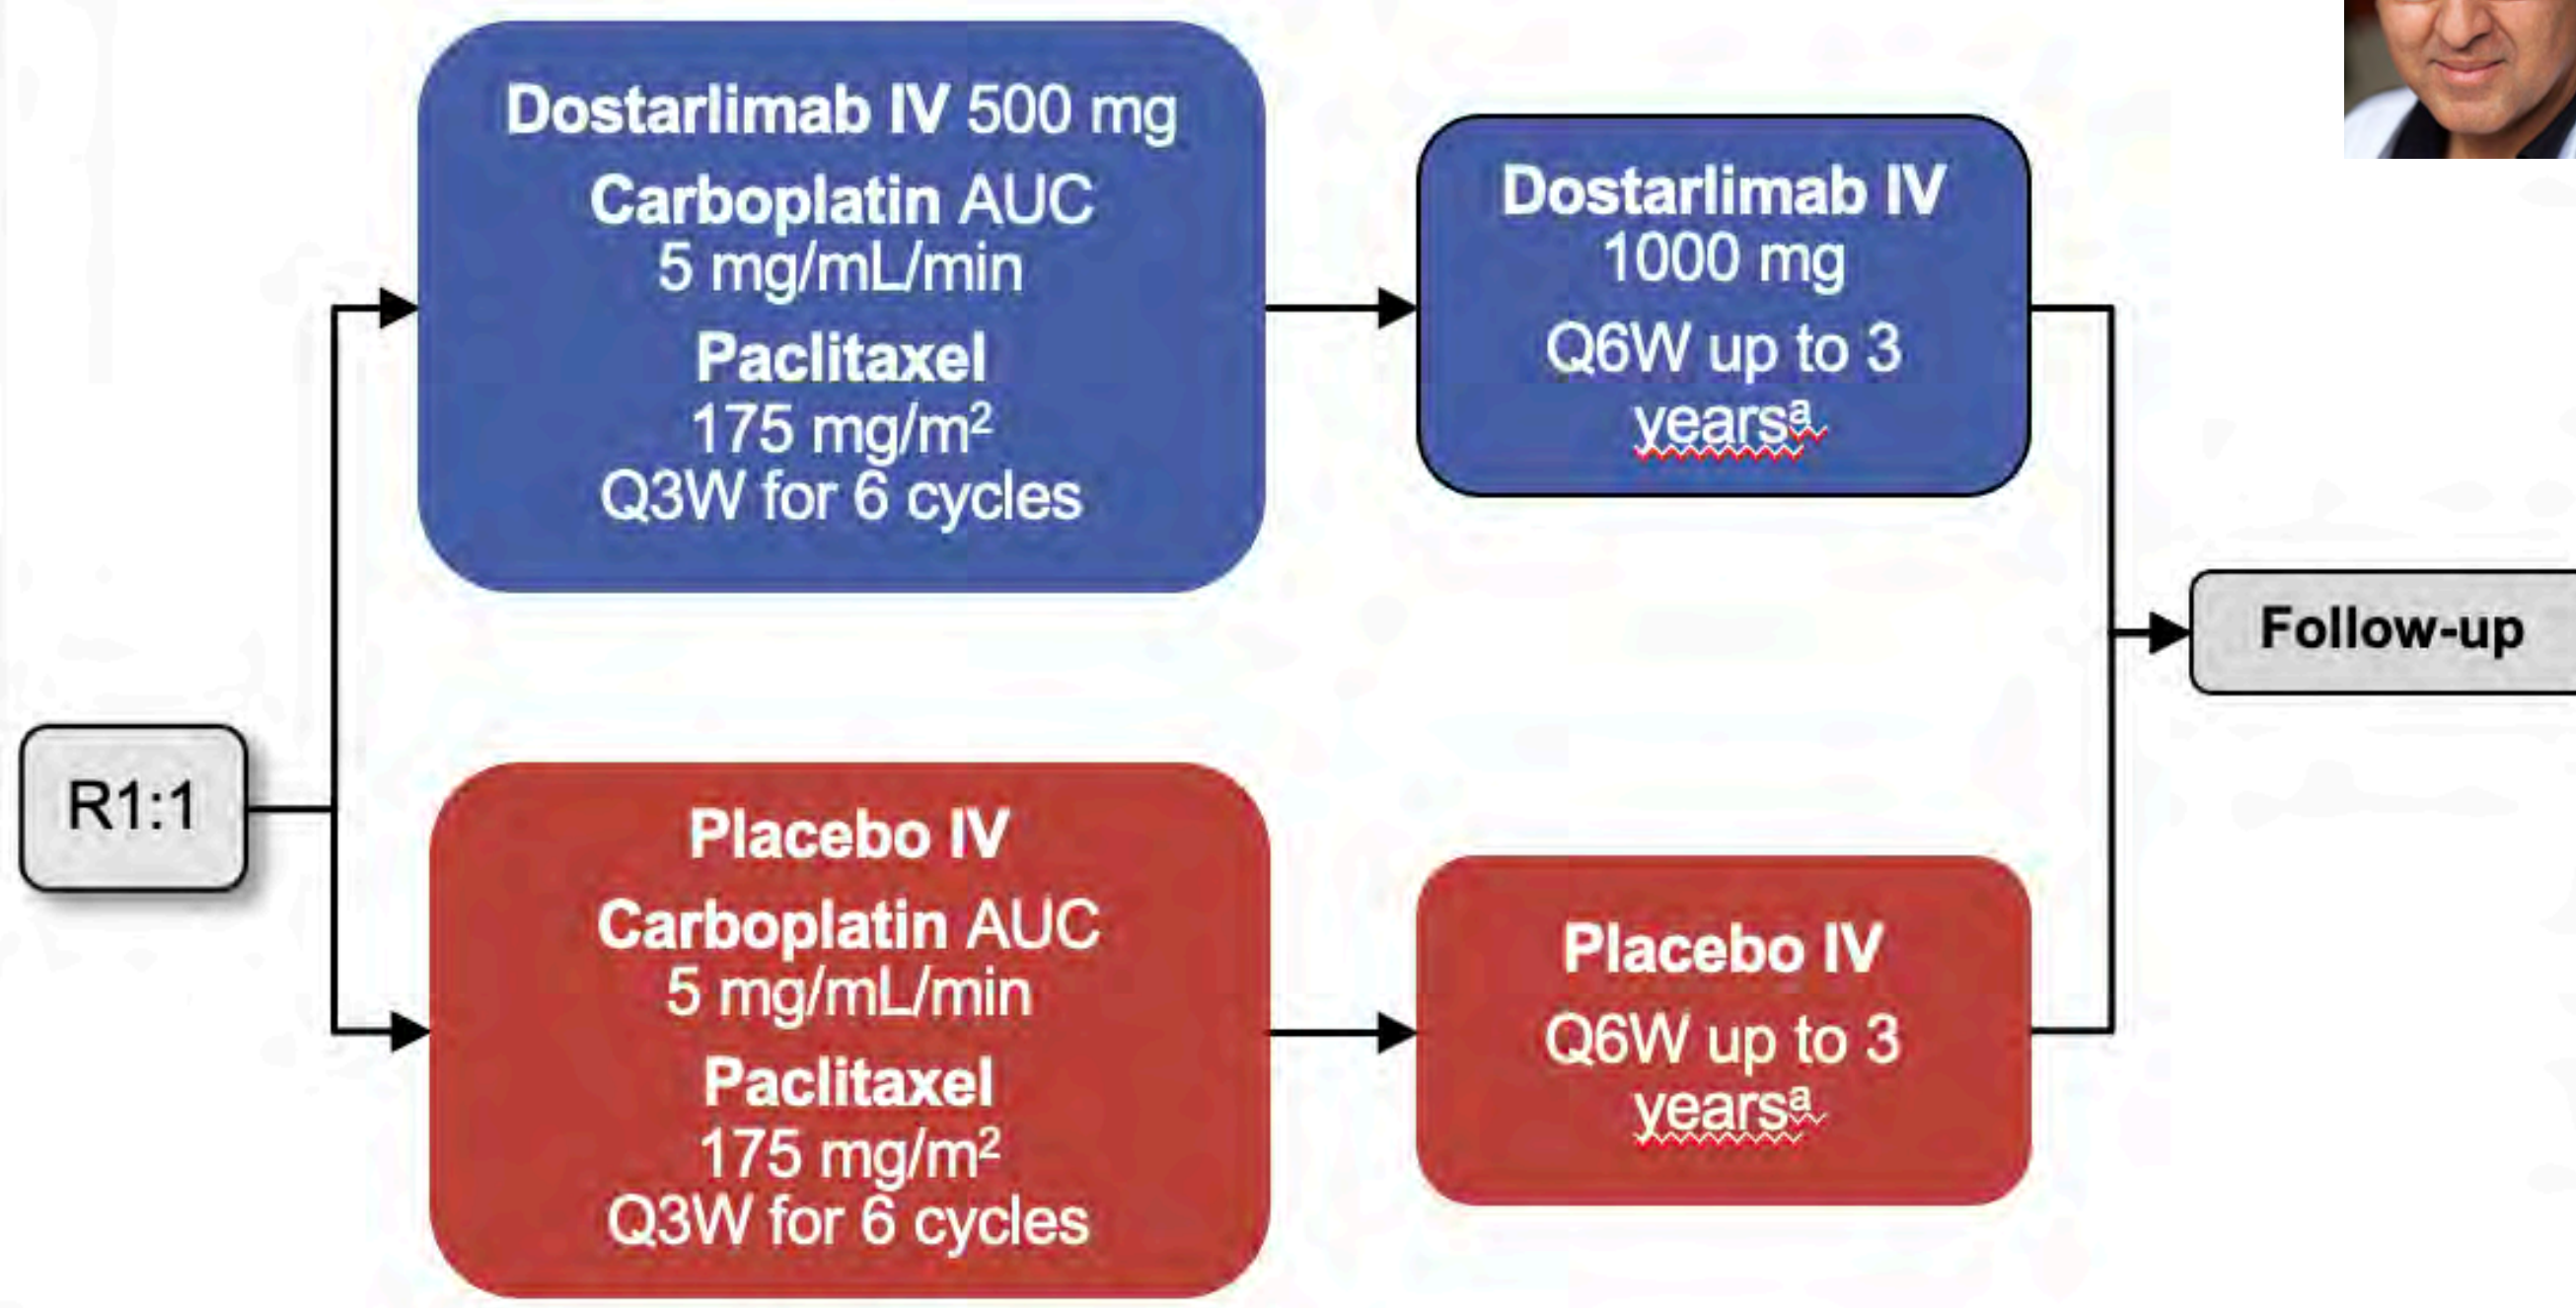 Dostarlimab IV 500 mg
Carboplatin AUC
5 mg/mL/min
Paclitaxel
175 mg/m²
Q3W for 6 cycles
Dostarlimab IV
1000 mg
Q6W up to 3
yearsᵃ
Follow-up
R1:1
Placebo IV
Carboplatin AUC
5 mg/mL/min
Paclitaxel
175 mg/m²
Q3W for 6 cycles
Placebo IV
Q6W up to 3
yearsᵃ